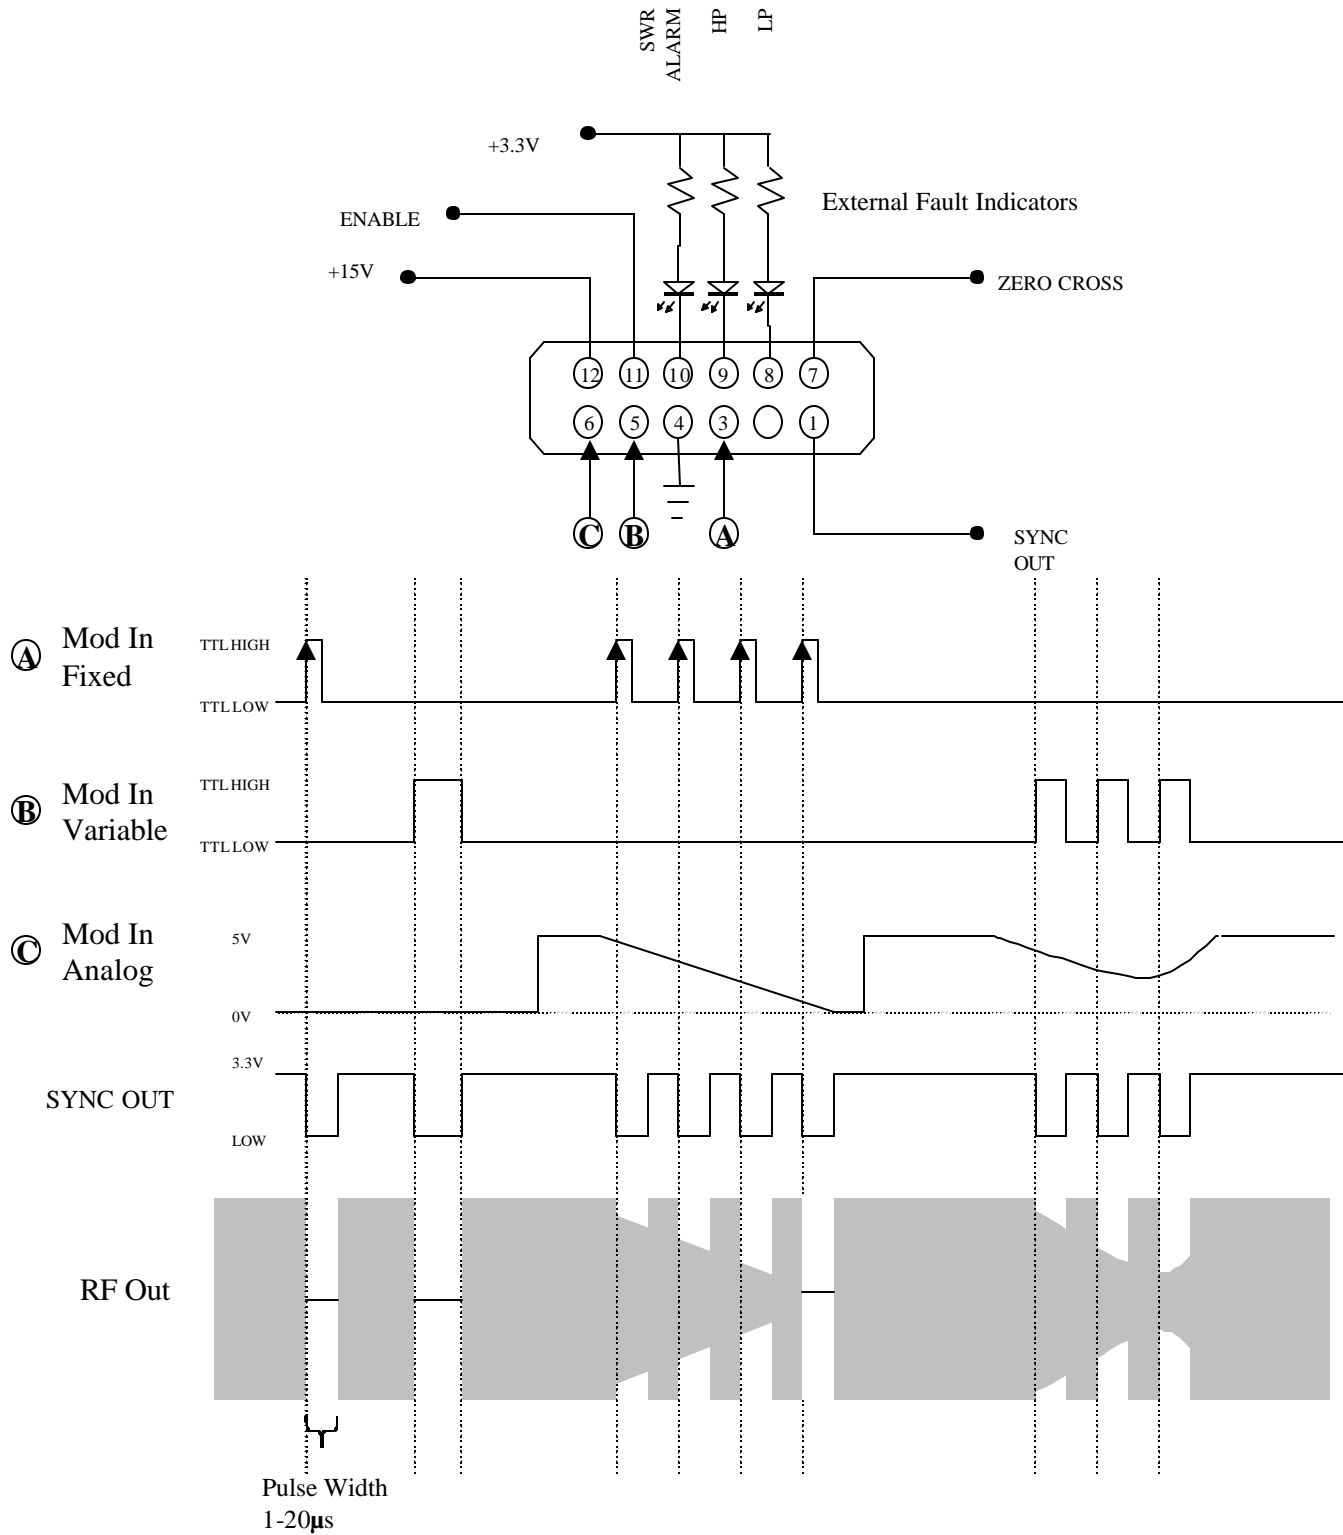 SWR
ALARM
HP
LP
+3.3V
External Fault Indicators
ENABLE
+15V
ZERO CROSS
12 11 10 9 8 7
6 5 4 3 1
C B A
SYNC
OUT
A Mod In
Fixed
TTL HIGH
TTL LOW
B Mod In
Variable
TTL HIGH
TTL LOW
C Mod In
Analog
5V
0V
3.3V
SYNC OUT
LOW
RF Out
Pulse Width
1-20µs